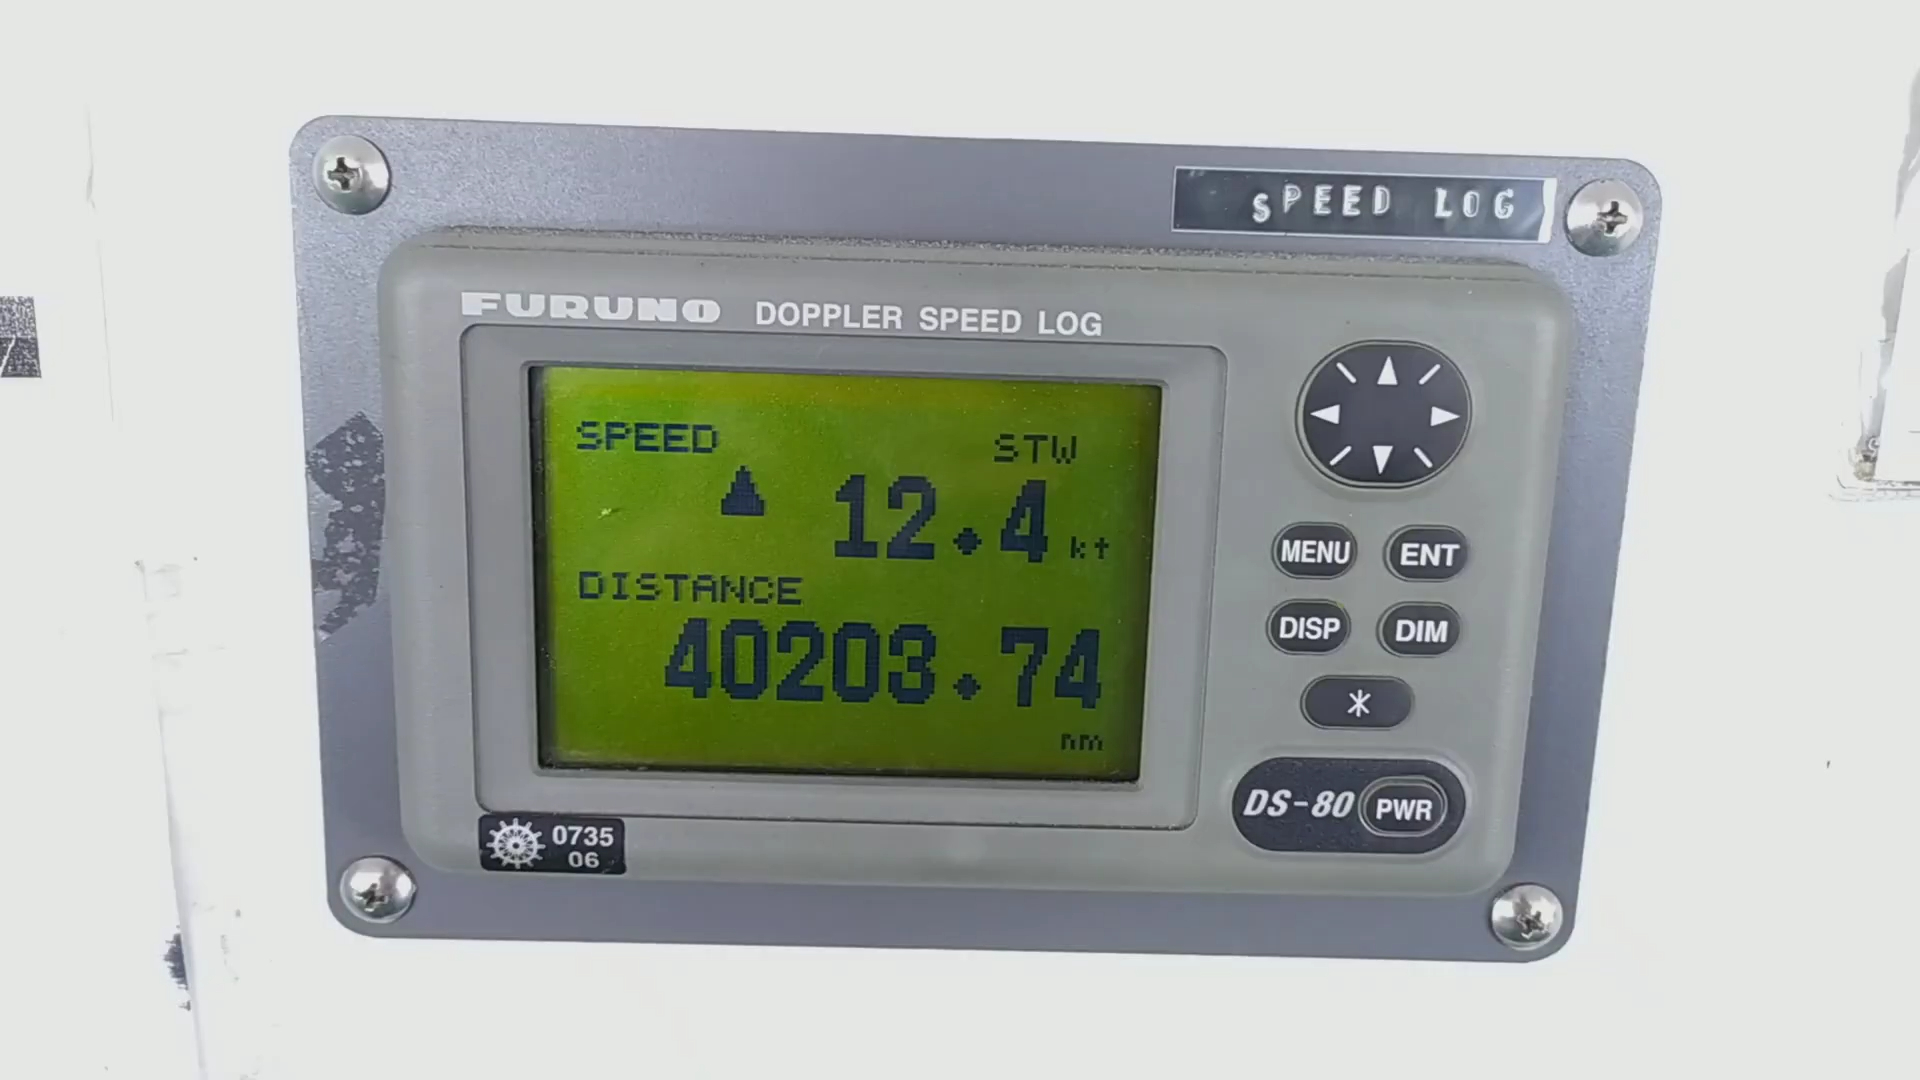 SPEED LOG
FURUNO DOPPLER SPEED LOG
SPEED STW
12.4 kt
DISTANCE
40203.74
nm
MENU ENT
DISP DIM
DS-80 PWR
0735
06